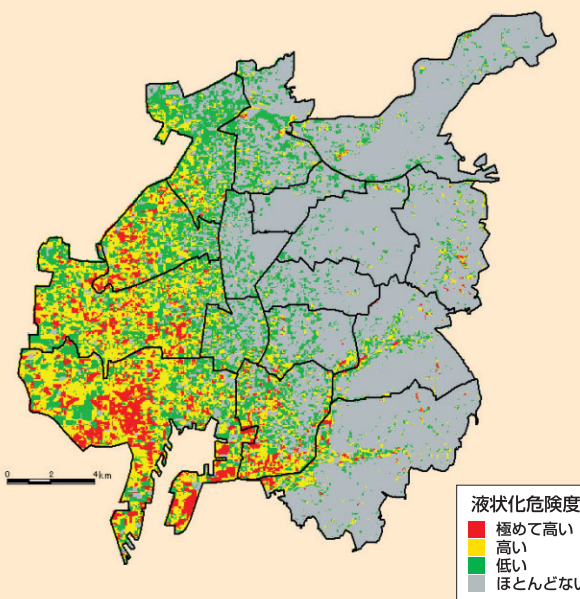 0 2 4km
液状化危険度
極めて高い
高い
低い
ほとんどない